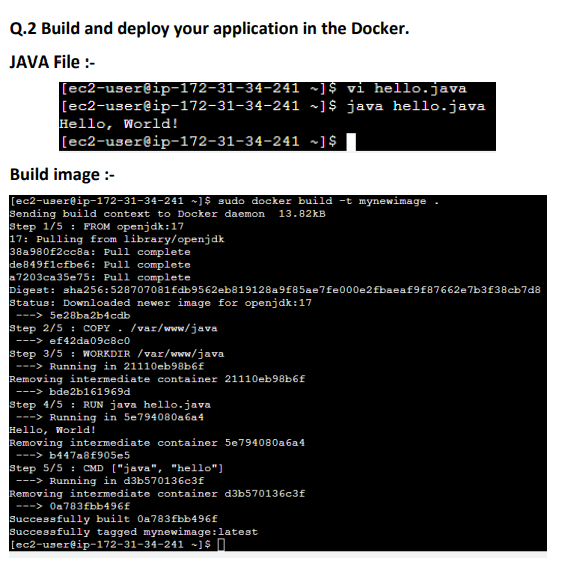 Q.2 Build and deploy your application in the Docker.
JAVA File :-
[ec2-user@ip-172-31-34-241 ~]$ vi hello.java
[ec2-user@ip-172-31-34-241 ~]$ java hello.java
Hello, World!
[ec2-user@ip-172-31-34-241 ~]$
Build image :-
[ec2-user@ip-172-31-34-241 ~]$ sudo docker build -t mynewimage .
Sending build context to Docker daemon  13.82kB
Step 1/5 : FROM openjdk:17
17: Pulling from library/openjdk
38a980f2cc8a: Pull complete
de849f1cfbe6: Pull complete
a7203ca35e75: Pull complete
Digest: sha256:528707081fdb9562eb819128a9f85ae7fe000e2fbaeaf9f87662e7b3f38cb7d8
Status: Downloaded newer image for openjdk:17
 ---> 5e28ba2b4cdb
Step 2/5 : COPY . /var/www/java
 ---> ef42da09c8c0
Step 3/5 : WORKDIR /var/www/java
 ---> Running in 21110eb98b6f
Removing intermediate container 21110eb98b6f
 ---> bde2b161969d
Step 4/5 : RUN java hello.java
 ---> Running in 5e794080a6a4
Hello, World!
Removing intermediate container 5e794080a6a4
 ---> b447a8f905e5
Step 5/5 : CMD ["java", "hello"]
 ---> Running in d3b570136c3f
Removing intermediate container d3b570136c3f
 ---> 0a783fbb496f
Successfully built 0a783fbb496f
Successfully tagged mynewimage:latest
[ec2-user@ip-172-31-34-241 ~]$